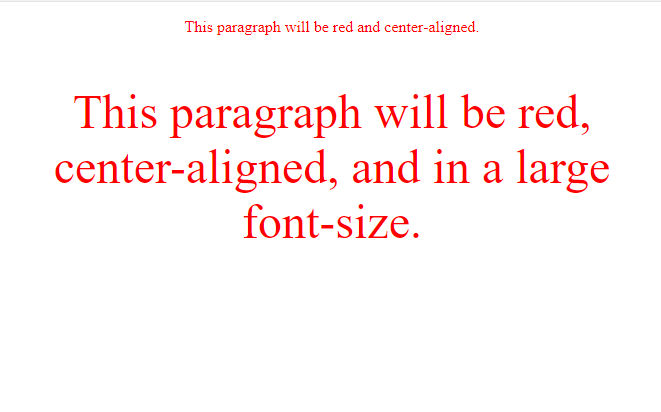 This paragraph will be red and center-aligned.
This paragraph will be red,
center-aligned, and in a large
font-size.